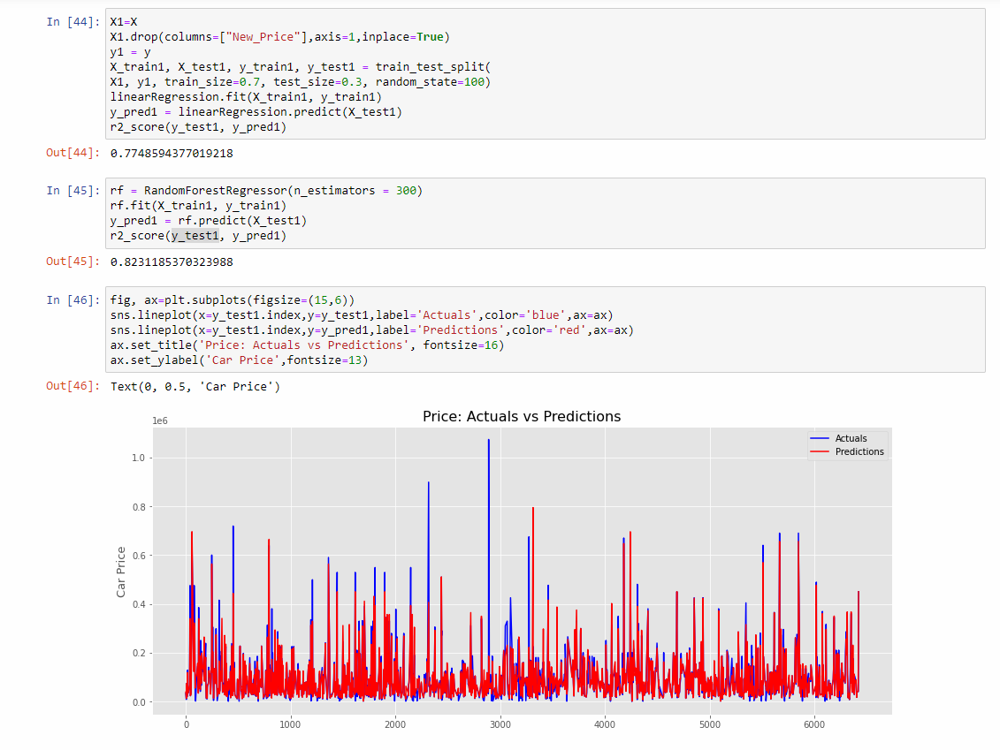 In [44]: X1=X
X1.drop(columns=["New_Price"],axis=1,inplace=True)
y1 = y
X_train1, X_test1, y_train1, y_test1 = train_test_split(
X1, y1, train_size=0.7, test_size=0.3, random_state=100)
linearRegression.fit(X_train1, y_train1)
y_pred1 = linearRegression.predict(X_test1)
r2_score(y_test1, y_pred1)
Out[44]: 0.7748594377019218
In [45]: rf = RandomForestRegressor(n_estimators = 300)
rf.fit(X_train1, y_train1)
y_pred1 = rf.predict(X_test1)
r2_score(y_test1, y_pred1)
Out[45]: 0.8231185370323988
In [46]: fig, ax=plt.subplots(figsize=(15,6))
sns.lineplot(x=y_test1.index,y=y_test1,label='Actuals',color='blue',ax=ax)
sns.lineplot(x=y_test1.index,y=y_pred1,label='Predictions',color='red',ax=ax)
ax.set_title('Price: Actuals vs Predictions', fontsize=16)
ax.set_ylabel('Car Price',fontsize=13)
Out[46]: Text(0, 0.5, 'Car Price')
Price: Actuals vs Predictions
1e6
Actuals
Predictions
1.0
0.8
0.6
0.4
0.2
0.0
Car Price
0 1000 2000 3000 4000 5000 6000